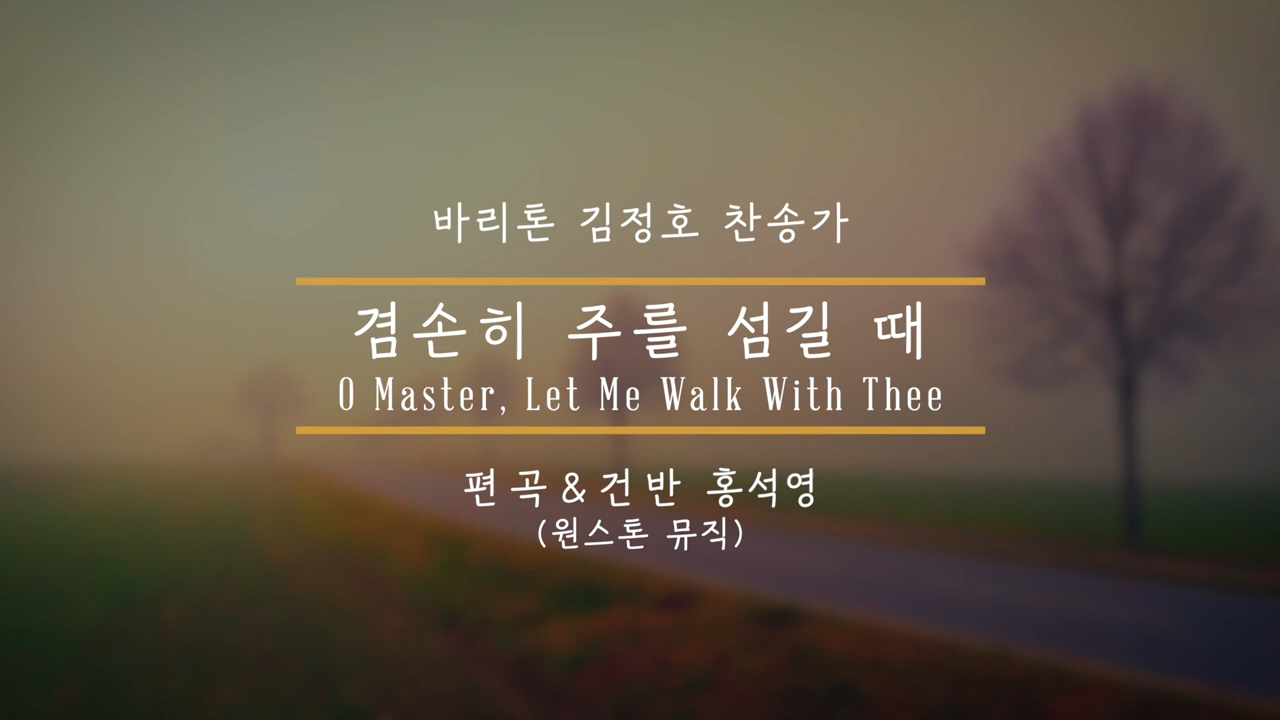 바리톤 김정호 찬송가
겸손히 주를 섬길 때
O Master, Let Me Walk With Thee
편곡&건반 홍석영
(원스톤 뮤직)